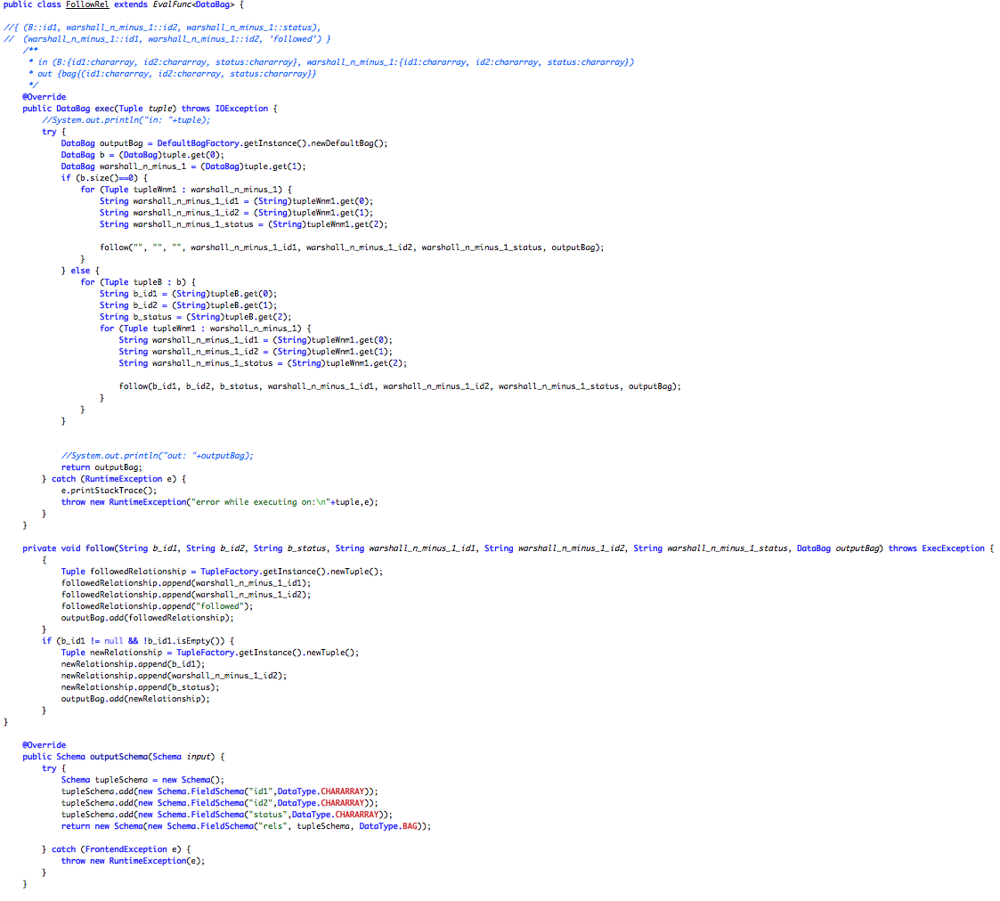 public class FollowRel extends EvalFunc<DataBag> {

//{ (B::id1, warshall_n_minus_1::id2, warshall_n_minus_1::status),
//  (warshall_n_minus_1::id1, warshall_n_minus_1::id2, 'followed') }
    /**
     * in (B:{id1:chararray, id2:chararray, status:chararray}, warshall_n_minus_1:{id1:chararray, id2:chararray, status:chararray})
     * out {bag{(id1:chararray, id2:chararray, status:chararray}}
     */
    @Override
    public DataBag exec(Tuple tuple) throws IOException {
        //System.out.println("in: "+tuple);
        try {
            DataBag outputBag = DefaultBagFactory.getInstance().newDefaultBag();
            DataBag b = (DataBag)tuple.get(0);
            DataBag warshall_n_minus_1 = (DataBag)tuple.get(1);
            if (b.size()==0) {
                for (Tuple tupleWnm1 : warshall_n_minus_1) {
                    String warshall_n_minus_1_id1 = (String)tupleWnm1.get(0);
                    String warshall_n_minus_1_id2 = (String)tupleWnm1.get(1);
                    String warshall_n_minus_1_status = (String)tupleWnm1.get(2);

                    follow("", "", "", warshall_n_minus_1_id1, warshall_n_minus_1_id2, warshall_n_minus_1_status, outputBag);
                }
            } else {
                for (Tuple tupleB : b) {
                    String b_id1 = (String)tupleB.get(0);
                    String b_id2 = (String)tupleB.get(1);
                    String b_status = (String)tupleB.get(2);
                    for (Tuple tupleWnm1 : warshall_n_minus_1) {
                        String warshall_n_minus_1_id1 = (String)tupleWnm1.get(0);
                        String warshall_n_minus_1_id2 = (String)tupleWnm1.get(1);
                        String warshall_n_minus_1_status = (String)tupleWnm1.get(2);

                        follow(b_id1, b_id2, b_status, warshall_n_minus_1_id1, warshall_n_minus_1_id2, warshall_n_minus_1_status, outputBag);
                    }
                }
            }


            //System.out.println("out: "+outputBag);
            return outputBag;
        } catch (RuntimeException e) {
            e.printStackTrace();
            throw new RuntimeException("error while executing on:\n"+tuple,e);
        }
    }

    private void follow(String b_id1, String b_id2, String b_status, String warshall_n_minus_1_id1, String warshall_n_minus_1_id2, String warshall_n_minus_1_status, DataBag outputBag) throws ExecException {
        {
            Tuple followedRelationship = TupleFactory.getInstance().newTuple();
            followedRelationship.append(warshall_n_minus_1_id1);
            followedRelationship.append(warshall_n_minus_1_id2);
            followedRelationship.append("followed");
            outputBag.add(followedRelationship);
        }
        if (b_id1 != null && !b_id1.isEmpty()) {
            Tuple newRelationship = TupleFactory.getInstance().newTuple();
            newRelationship.append(b_id1);
            newRelationship.append(warshall_n_minus_1_id2);
            newRelationship.append(b_status);
            outputBag.add(newRelationship);
        }
}

    @Override
    public Schema outputSchema(Schema input) {
        try {
            Schema tupleSchema = new Schema();
            tupleSchema.add(new Schema.FieldSchema("id1",DataType.CHARARRAY));
            tupleSchema.add(new Schema.FieldSchema("id2",DataType.CHARARRAY));
            tupleSchema.add(new Schema.FieldSchema("status",DataType.CHARARRAY));
            return new Schema(new Schema.FieldSchema("rels", tupleSchema, DataType.BAG));

        } catch (FrontendException e) {
            throw new RuntimeException(e);
        }
    }